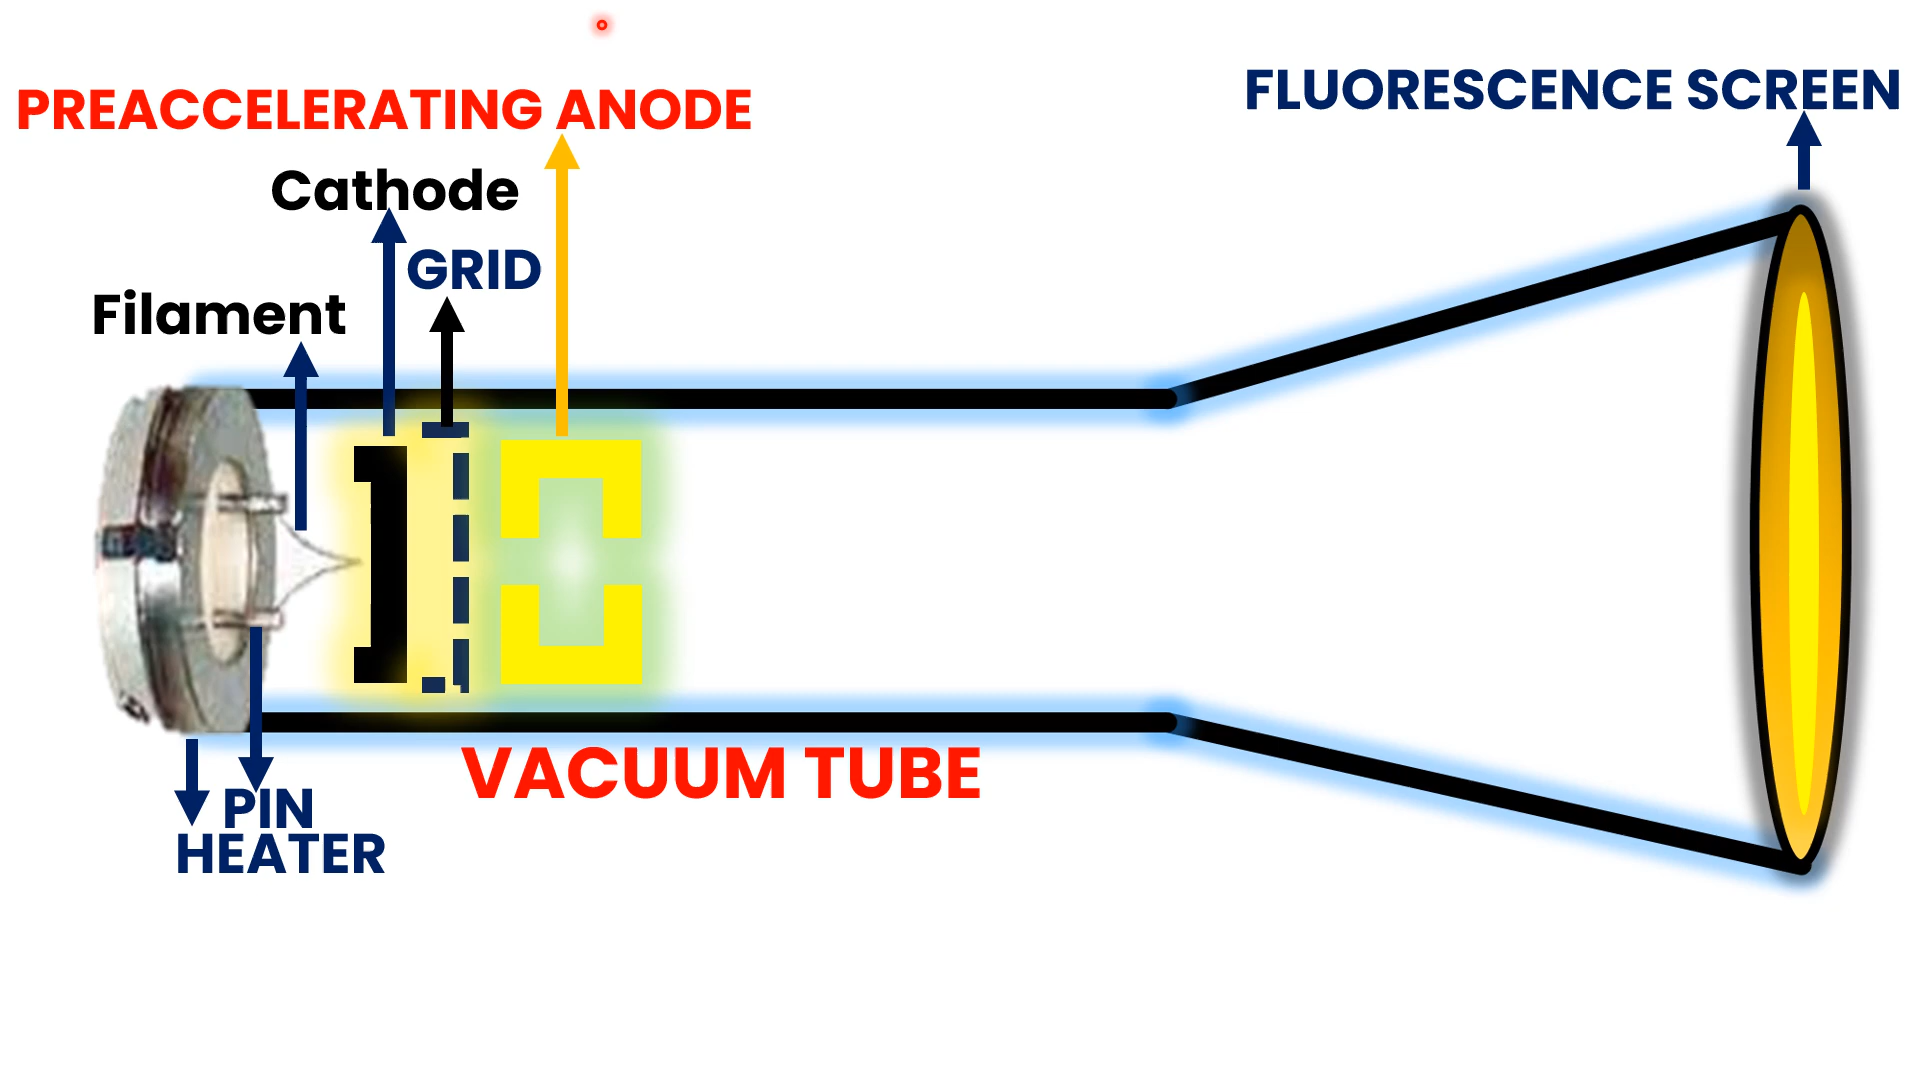 FLUORESCENCE SCREEN
PREACCELERATING ANODE
Cathode
GRID
Filament
VACUUM TUBE
PIN
HEATER